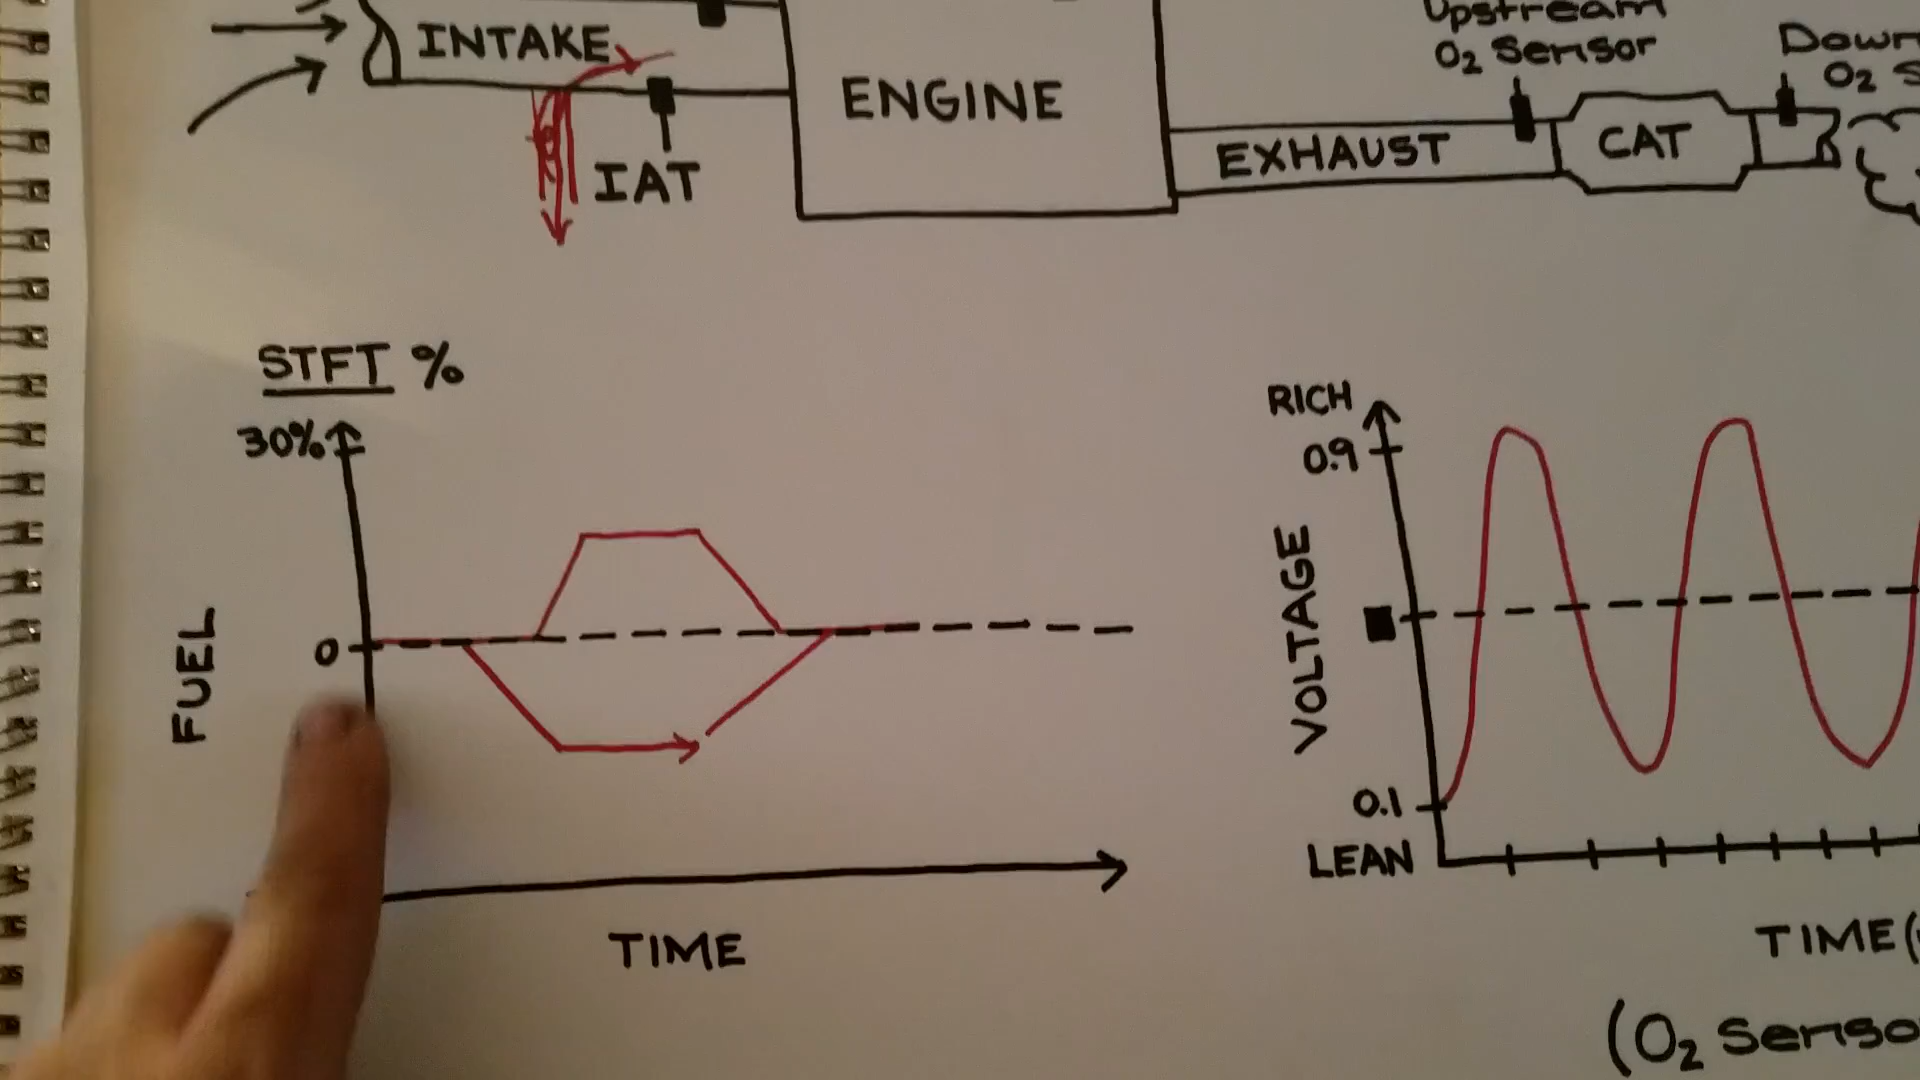 INTAKE
IAT
ENGINE
EXHAUST
Upstream
O₂ Sensor
CAT
O₂
STFT %
30%
0
FUEL
TIME
RICH
0.9
VOLTAGE
0.1
LEAN
TIME
(O₂ Senso